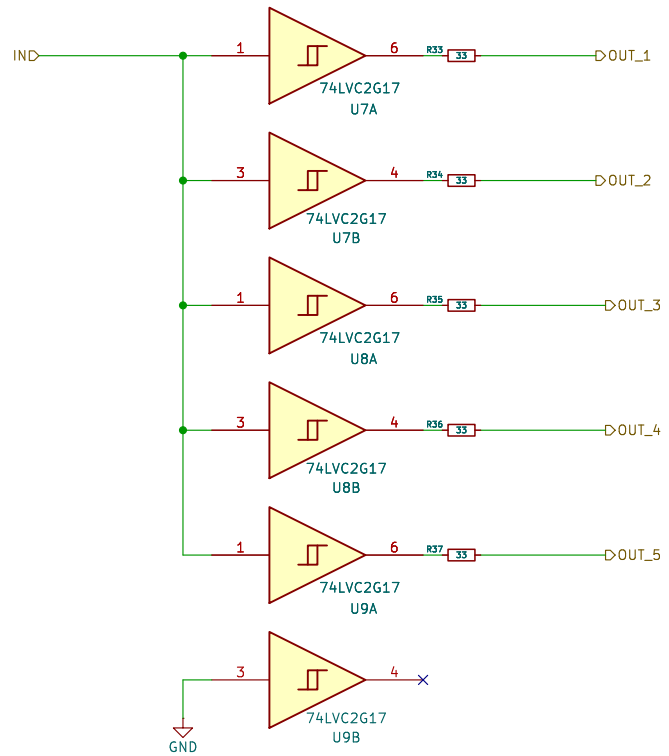 IN
1
6
R33
33
OUT_1
74LVC2G17
U7A
3
4
R34
33
OUT_2
74LVC2G17
U7B
1
6
R35
33
OUT_3
74LVC2G17
U8A
3
4
R36
33
OUT_4
74LVC2G17
U8B
1
6
R37
33
OUT_5
74LVC2G17
U9A
3
4
74LVC2G17
U9B
GND